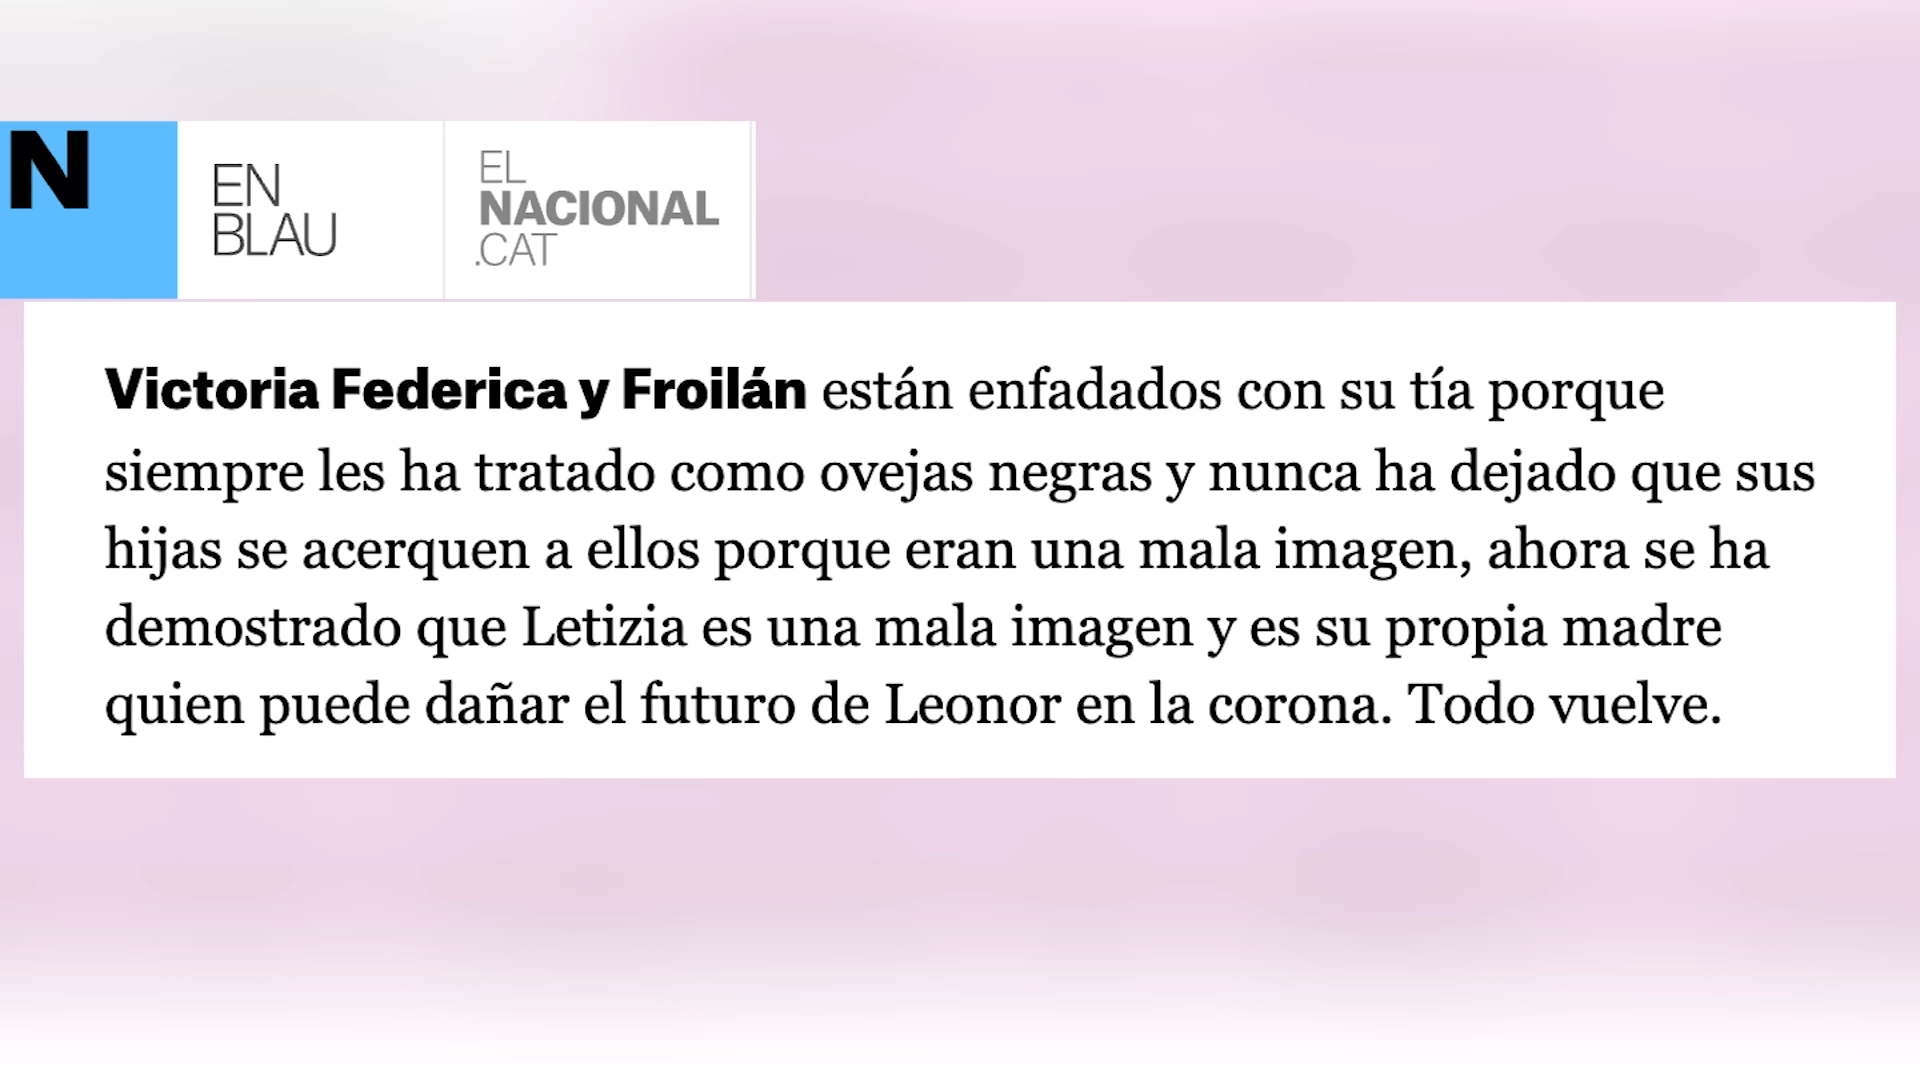 N
EN
BLAU
EL
NACIONAL
.CAT
Victoria Federica y Froilán están enfadados con su tía porque
siempre les ha tratado como ovejas negras y nunca ha dejado que sus
hijas se acerquen a ellos porque eran una mala imagen, ahora se ha
demostrado que Letizia es una mala imagen y es su propia madre
quien puede dañar el futuro de Leonor en la corona. Todo vuelve.